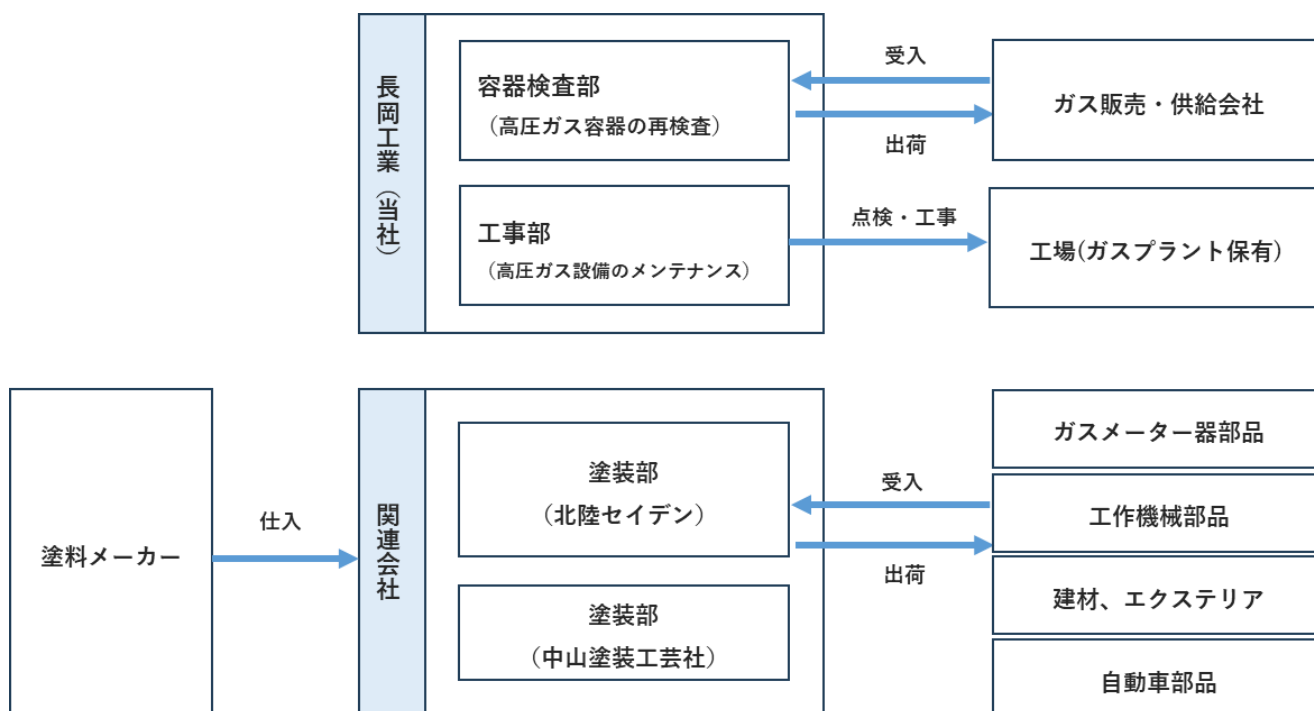 長岡工業（当社）
容器検査部
（高圧ガス容器の再検査）
受入
出荷
ガス販売・供給会社
工事部
（高圧ガス設備のメンテナンス）
点検・工事
工場(ガスプラント保有)
塗料メーカー
仕入
関連会社
塗装部
（北陸セイデン）
塗装部
（中山塗装工芸社）
受入
出荷
ガスメーター器部品
工作機械部品
建材、エクステリア
自動車部品